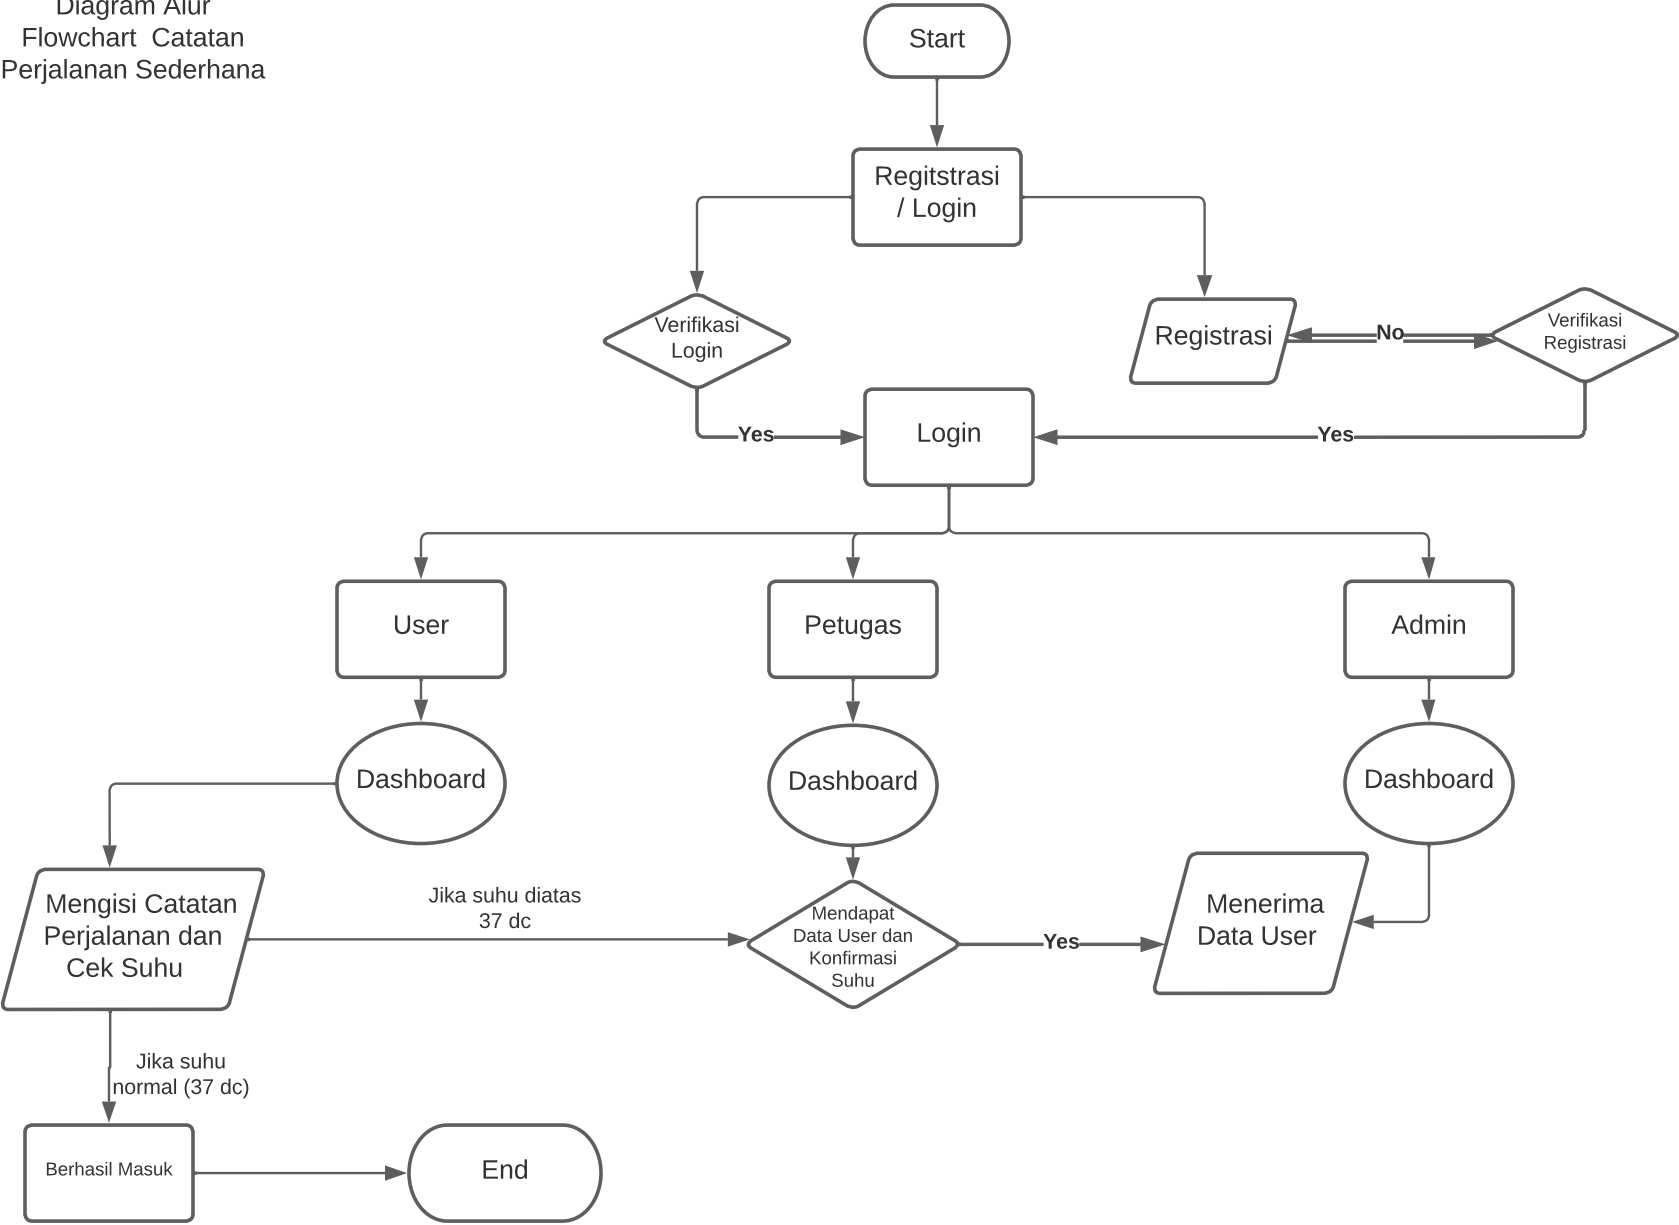 Diagram Alur
Flowchart Catatan
Perjalanan Sederhana
Start
Regitstrasi
/ Login
Verifikasi
Login
Registrasi
No
Verifikasi
Registrasi
Yes
Login
Yes
User
Petugas
Admin
Dashboard
Dashboard
Dashboard
Mengisi Catatan
Perjalanan dan
Cek Suhu
Jika suhu diatas
37 dc
Mendapat
Data User dan
Konfirmasi
Suhu
Yes
Menerima
Data User
Jika suhu
normal (37 dc)
Berhasil Masuk
End